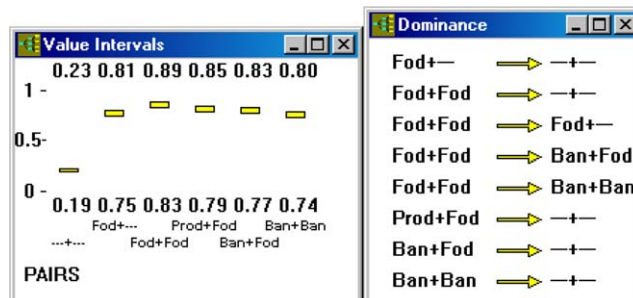 Value Intervals
0.23 0.81 0.89 0.85 0.83 0.80
1 -
0.5-
0 -
0.19 0.75 0.83 0.79 0.77 0.74
Fod+--- Prod+Fod Ban+Ban
---+--- Fod+Fod Ban+Fod
PAIRS
Dominance
Fod+— —+—
Fod+Fod —+—
Fod+Fod Fod+—
Fod+Fod Ban+Fod
Fod+Fod Ban+Ban
Prod+Fod —+—
Ban+Fod —+—
Ban+Ban —+—